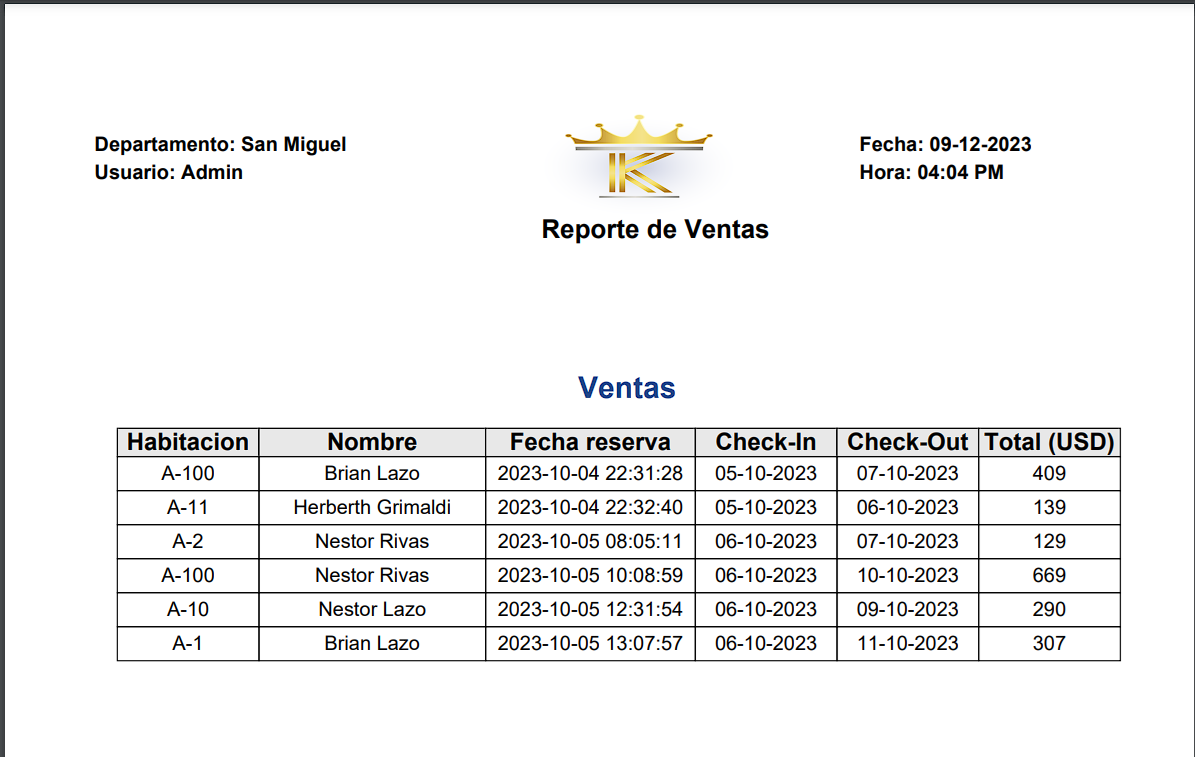 Departamento: San Miguel
Usuario: Admin
K
Fecha: 09-12-2023
Hora: 04:04 PM
Reporte de Ventas
Ventas
Habitacion Nombre Fecha reserva Check-In Check-Out Total (USD)
A-100 Brian Lazo 2023-10-04 22:31:28 05-10-2023 07-10-2023 409
A-11 Herberth Grimaldi 2023-10-04 22:32:40 05-10-2023 06-10-2023 139
A-2 Nestor Rivas 2023-10-05 08:05:11 06-10-2023 07-10-2023 129
A-100 Nestor Rivas 2023-10-05 10:08:59 06-10-2023 10-10-2023 669
A-10 Nestor Lazo 2023-10-05 12:31:54 06-10-2023 09-10-2023 290
A-1 Brian Lazo 2023-10-05 13:07:57 06-10-2023 11-10-2023 307